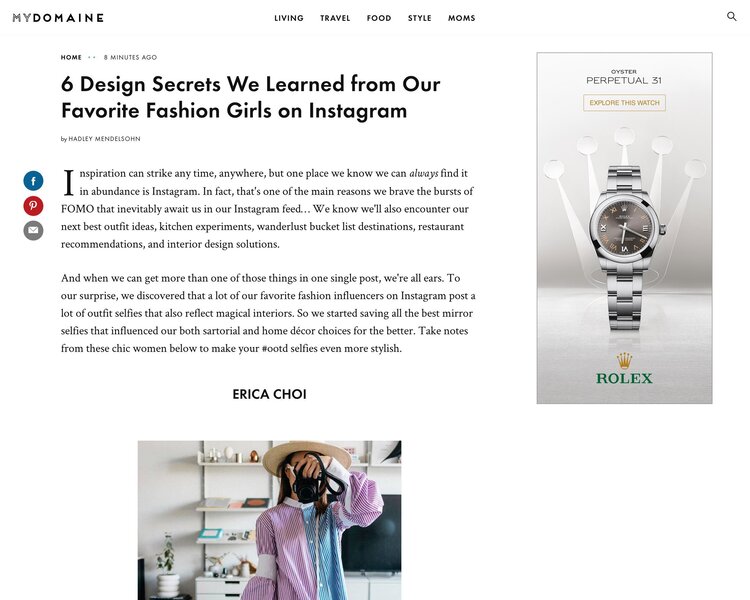 MYDOMAINE
LIVING TRAVEL FOOD STYLE MOMS
HOME •• 8 MINUTES AGO
6 Design Secrets We Learned from Our
Favorite Fashion Girls on Instagram
by HADLEY MENDELSOHN
Inspiration can strike any time, anywhere, but one place we know we can always find it
in abundance is Instagram. In fact, that's one of the main reasons we brave the bursts of
FOMO that inevitably await us in our Instagram feed… We know we'll also encounter our
next best outfit ideas, kitchen experiments, wanderlust bucket list destinations, restaurant
recommendations, and interior design solutions.
And when we can get more than one of those things in one single post, we're all ears. To
our surprise, we discovered that a lot of our favorite fashion influencers on Instagram post a
lot of outfit selfies that also reflect magical interiors. So we started saving all the best mirror
selfies that influenced our both sartorial and home décor choices for the better. Take notes
from these chic women below to make your #ootd selfies even more stylish.
ERICA CHOI
OYSTER
PERPETUAL 31
EXPLORE THIS WATCH
ROLEX